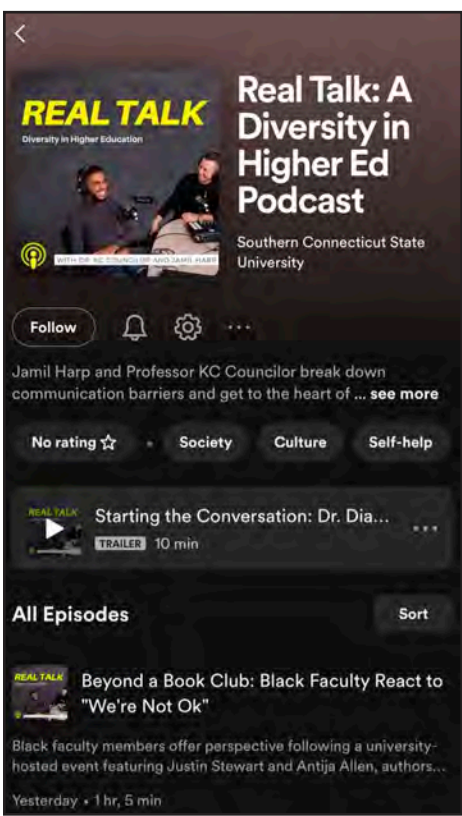 REAL TALK
Diversity in Higher Education
WITH DR. KC COUNCILOR AND JAMIL HARP
Real Talk: A
Diversity in
Higher Ed
Podcast
Southern Connecticut State
University
Follow
Jamil Harp and Professor KC Councilor break down
communication barriers and get to the heart of ... see more
No rating
Society
Culture
Self-help
REAL TALK
Starting the Conversation: Dr. Dia...
TRAILER 10 min
All Episodes
Sort
REAL TALK
Beyond a Book Club: Black Faculty React to
"We're Not Ok"
Black faculty members offer perspective following a university-
hosted event featuring Justin Stewart and Antija Allen, authors...
Yesterday • 1 hr, 5 min